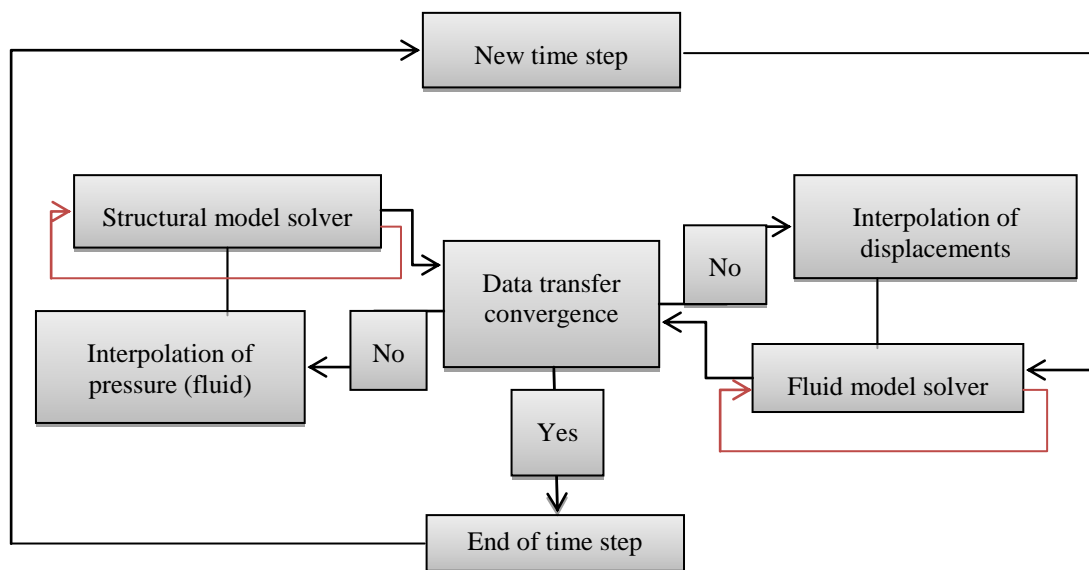 New time step
Structural model solver
Interpolation of
displacements
No
Data transfer
convergence
No
Interpolation of
pressure (fluid)
Fluid model solver
Yes
End of time step